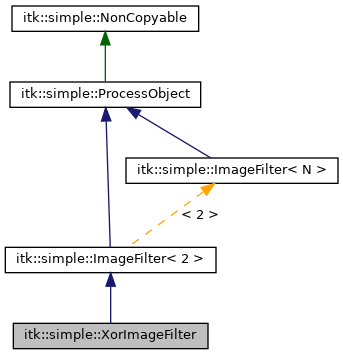 itk::simple::NonCopyable
itk::simple::ProcessObject
itk::simple::ImageFilter< N >
< 2 >
itk::simple::ImageFilter< 2 >
itk::simple::XorImageFilter